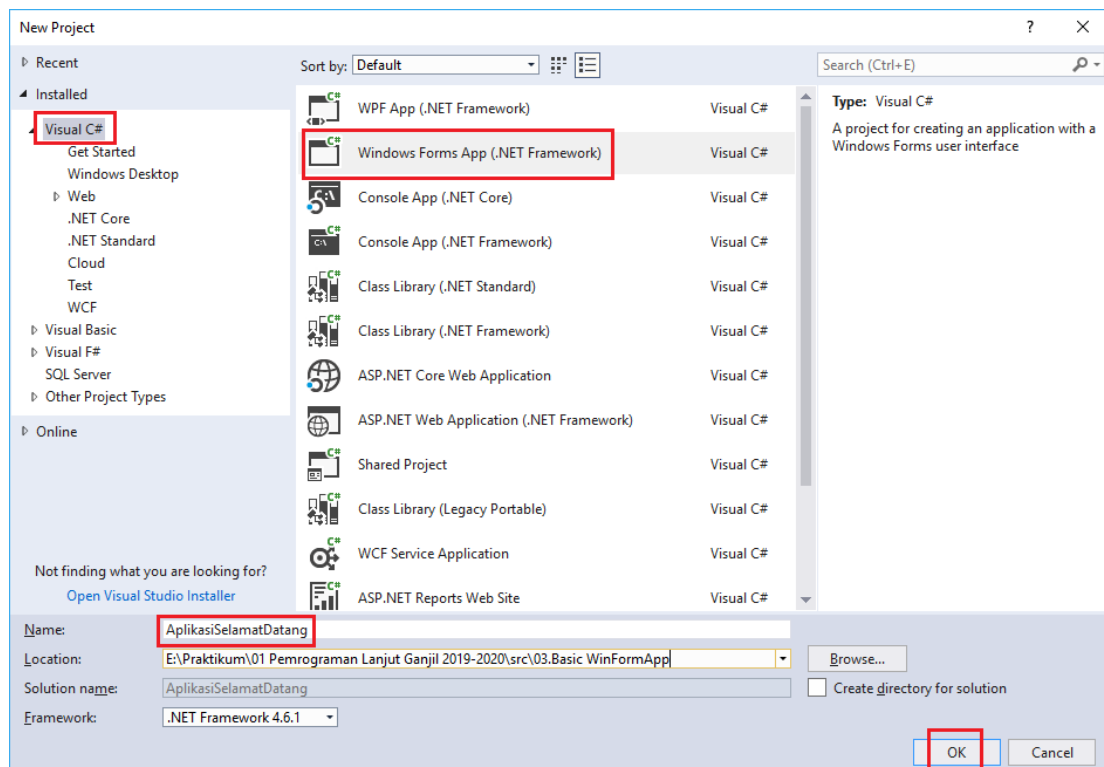 New Project
?
Recent
Sort by: Default
Search (Ctrl+E)
Installed
Visual C#
Get Started
Windows Desktop
Web
.NET Core
.NET Standard
Cloud
Test
WCF
Visual Basic
Visual F#
SQL Server
Other Project Types
Online
Not finding what you are looking for?
Open Visual Studio Installer
C# WPF App (.NET Framework) Visual C#
C# Windows Forms App (.NET Framework) Visual C#
C# C:\ Console App (.NET Core) Visual C#
C# C:\ Console App (.NET Framework) Visual C#
C# Class Library (.NET Standard) Visual C#
C# Class Library (.NET Framework) Visual C#
ASP.NET Core Web Application Visual C#
C# ASP.NET Web Application (.NET Framework) Visual C#
C# Shared Project Visual C#
C# Class Library (Legacy Portable) Visual C#
C# WCF Service Application Visual C#
C# ASP.NET Reports Web Site Visual C#
Type: Visual C#
A project for creating an application with a
Windows Forms user interface
Name: AplikasiSelamatDatang
Location: E:\Praktikum\01 Pemrograman Lanjut Ganjil 2019-2020\src\03.Basic WinFormApp
Browse...
Solution name: AplikasiSelamatDatang
Create directory for solution
Framework: .NET Framework 4.6.1
OK
Cancel